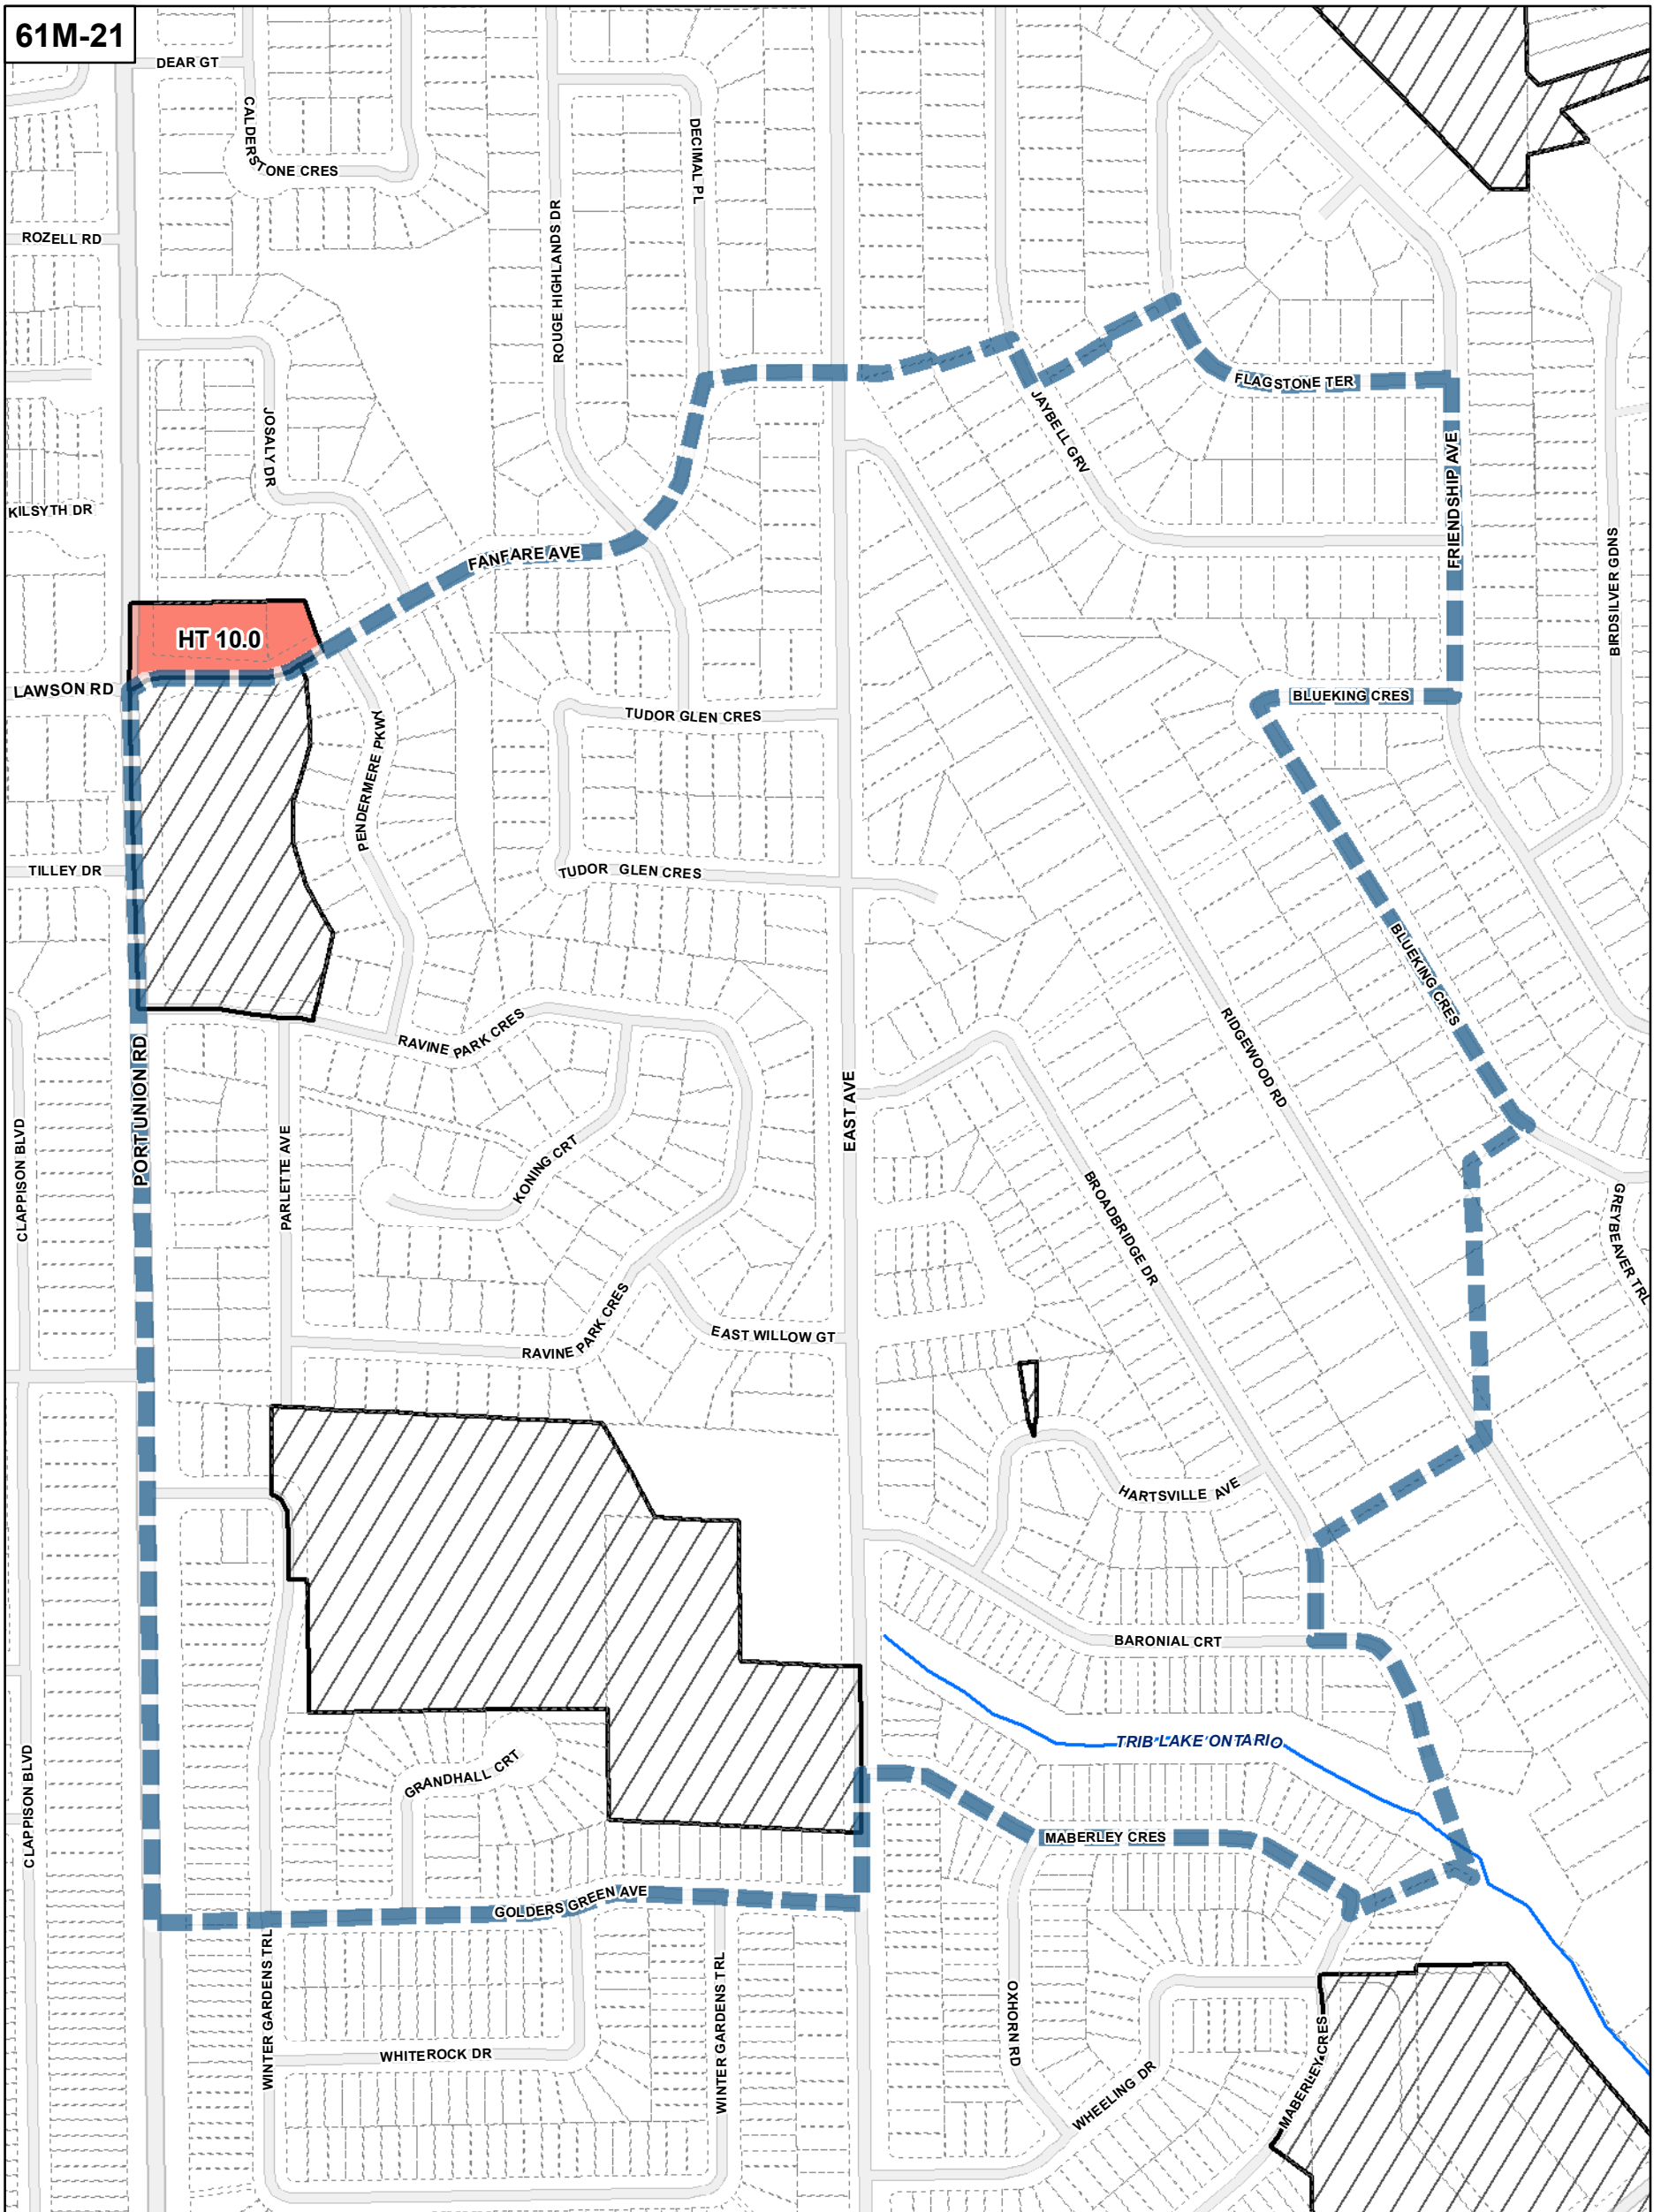 61M-21
DEAR GT
CALDERSTONE CRES
DECIMAL PL
ROZELL RD
ROUGE HIGHLANDS DR
FLAGSTONE TER
JAYBELL GRV
JOSALY DR
FRIENDSHIP AVE
KILSYTH DR
BIRDSILVER GDNS
FANFARE AVE
HT 10.0
LAWSON RD
BLUEKING CRES
TUDOR GLEN CRES
PENDERMERE PKWY
TILLEY DR
TUDOR GLEN CRES
BLUEKING CRES
RAVINE PARK CRES
RIDGEWOOD RD
PORT UNION RD
EAST AVE
CLAPPISON BLVD
PARLETTE AVE
KONING CRT
BROADBRIDGE DR
GREYBEAVER TRL
EAST WILLOW GT
RAVINE PARK CRES
HARTSVILLE AVE
BARONIAL CRT
TRIB LAKE ONTARIO
CLAPPISON BLVD
GRANDHALL CRT
MABERLEY CRES
GOLDERS GREEN AVE
WINTER GARDENS TRL
WINTER GARDENS TRL
OXHORN RD
WHITEROCK DR
WHEELING DR
MABERLEY CRES